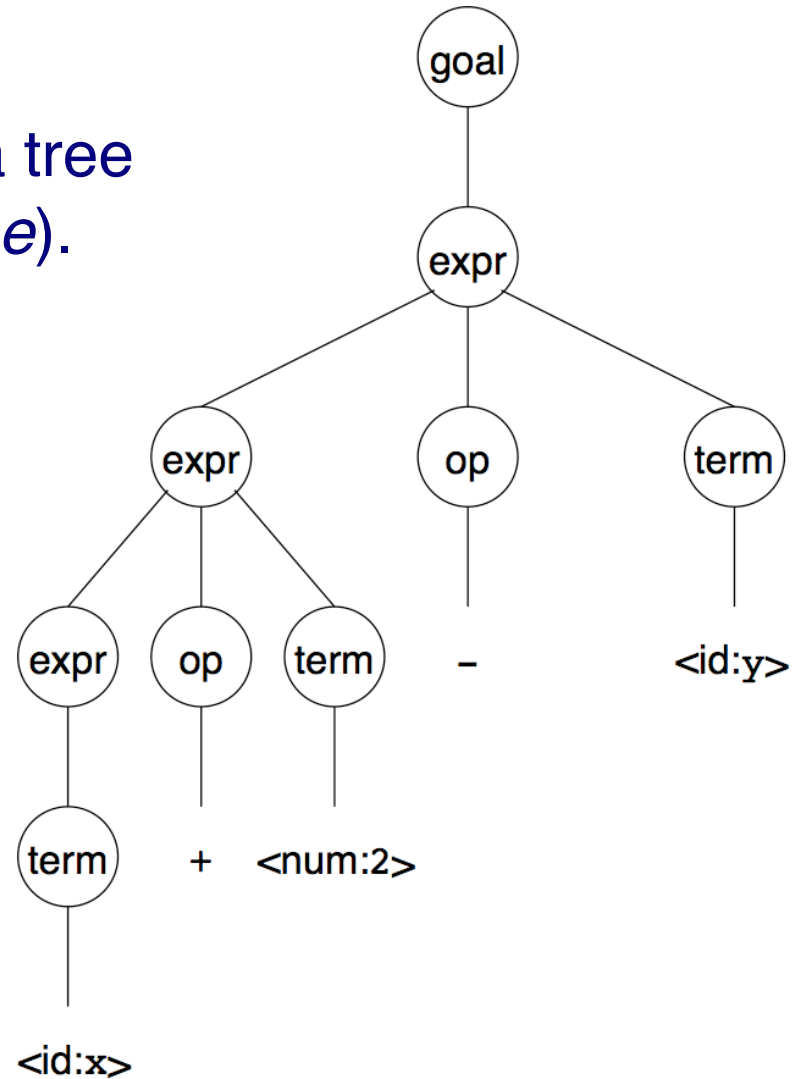 goal
tree
e).
expr
expr op term
expr op term – <id:y>
term + <num:2>
<id:x>